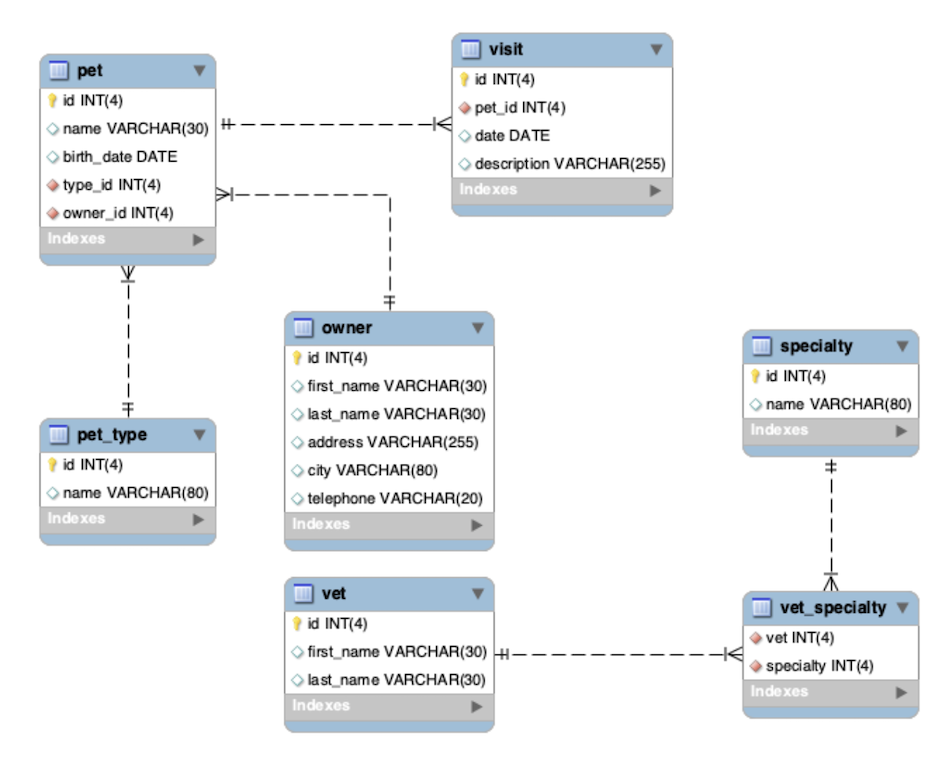 pet
id INT(4)
name VARCHAR(30)
birth_date DATE
type_id INT(4)
owner_id INT(4)
Indexes
visit
id INT(4)
pet_id INT(4)
date DATE
description VARCHAR(255)
Indexes
owner
id INT(4)
first_name VARCHAR(30)
last_name VARCHAR(30)
address VARCHAR(255)
city VARCHAR(80)
telephone VARCHAR(20)
Indexes
specialty
id INT(4)
name VARCHAR(80)
Indexes
pet_type
id INT(4)
name VARCHAR(80)
Indexes
vet
id INT(4)
first_name VARCHAR(30)
last_name VARCHAR(30)
Indexes
vet_specialty
vet INT(4)
specialty INT(4)
Indexes